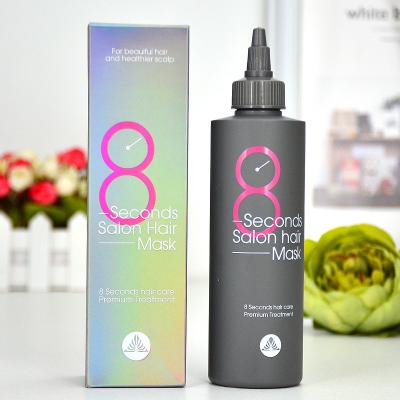 For beautiful hair
and healthier scalp
8
Seconds
Salon Hair
Mask
8 Seconds hair care
Premium Treatment
8
Seconds
Salon hair
Mask
8 Seconds hair care
Premium Treatment
white b